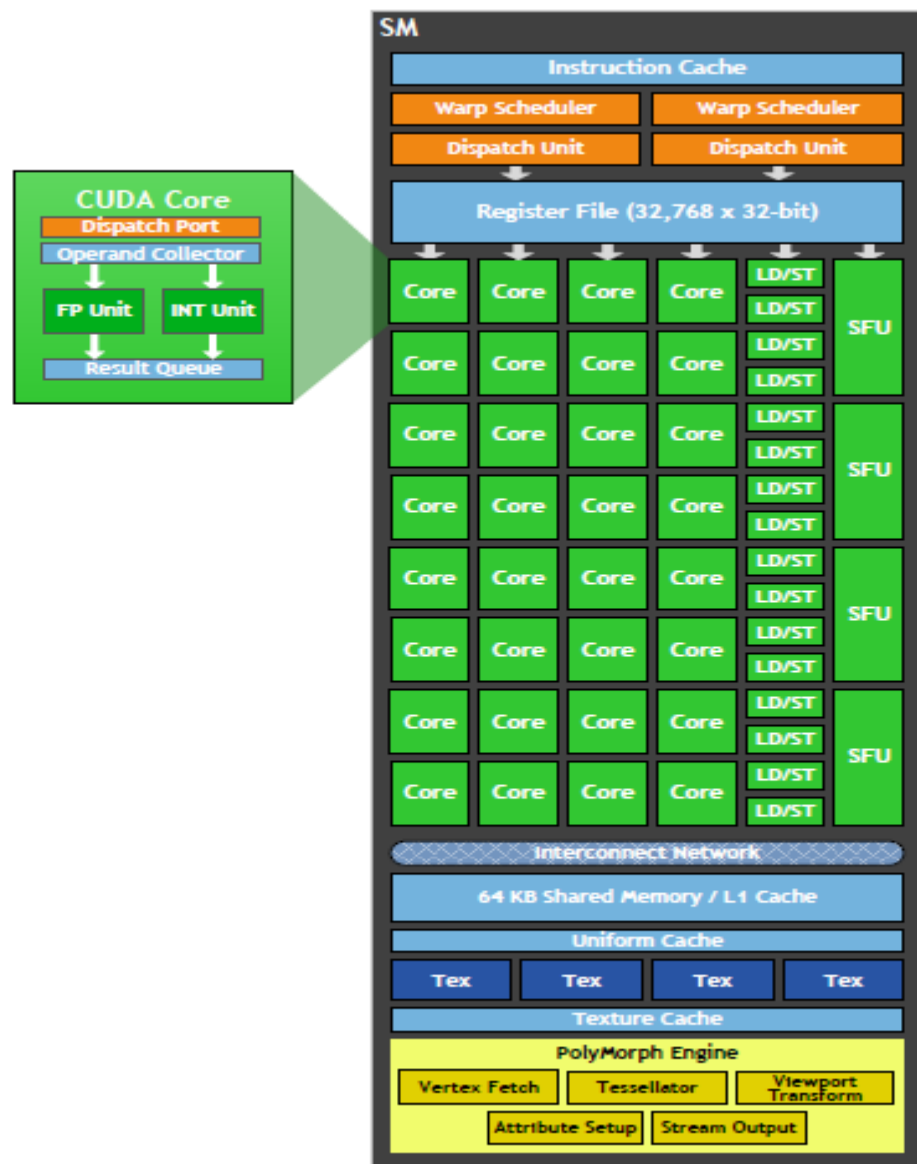 SM
Instruction Cache
Warp Scheduler Warp Scheduler
Dispatch Unit Dispatch Unit
Register File (32,768 x 32-bit)
CUDA Core
Dispatch Port
Operand Collector
FP Unit INT Unit
Result Queue
Core Core Core Core LD/ST LD/ST SFU
Core Core Core Core LD/ST LD/ST
Core Core Core Core LD/ST LD/ST SFU
Core Core Core Core LD/ST LD/ST
Core Core Core Core LD/ST LD/ST SFU
Core Core Core Core LD/ST LD/ST
Core Core Core Core LD/ST LD/ST SFU
Core Core Core Core LD/ST LD/ST
Interconnect Network
64 KB Shared Memory / L1 Cache
Uniform Cache
Tex Tex Tex Tex
Texture Cache
PolyMorph Engine
Vertex Fetch Tessellator Viewport Transform
Attribute Setup Stream Output